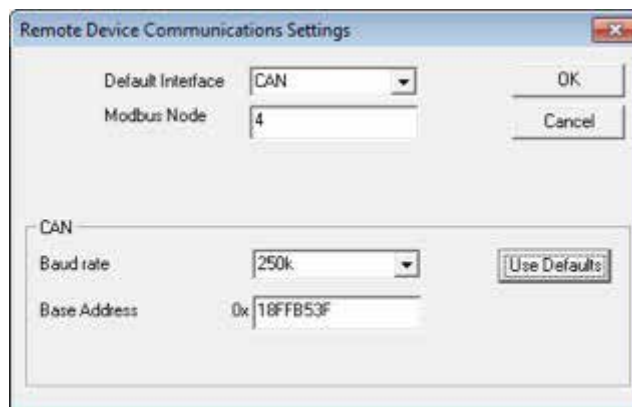 Remote Device Communications Settings
Default Interface CAN OK
Modbus Node 4 Cancel
CAN
Baud rate 250k Use Defaults
Base Address 0x 18FFB53F